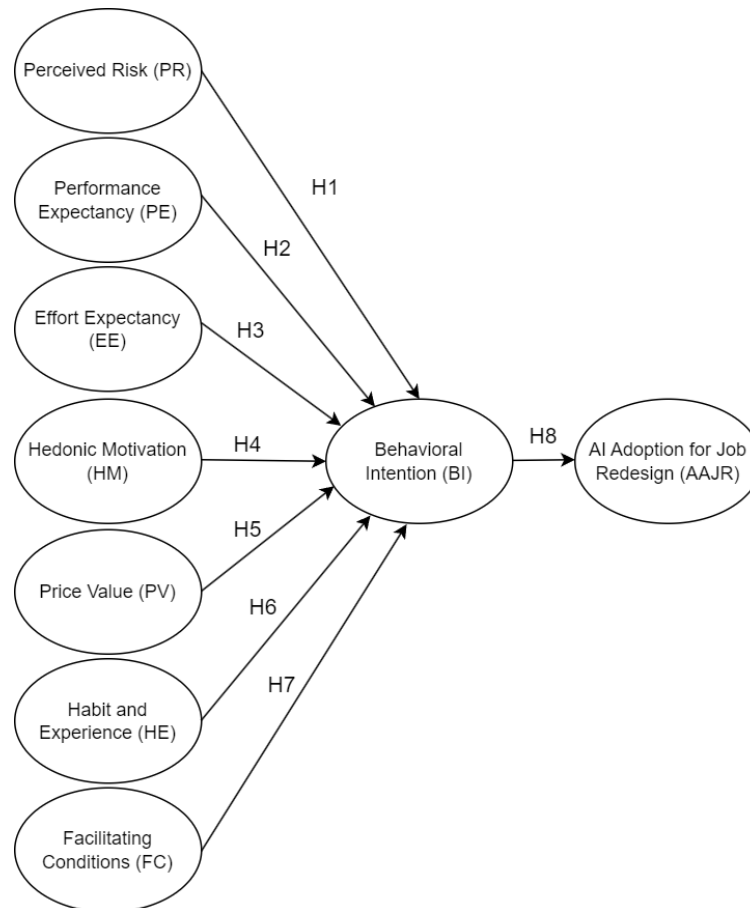 Perceived Risk (PR)
H1
Performance
Expectancy (PE)
H2
Effort Expectancy
(EE)
H3
Hedonic Motivation
(HM)
H4
Behavioral
Intention (BI)
H8
AI Adoption for Job
Redesign (AAJR)
Price Value (PV)
H5
Habit and
Experience (HE)
H6
Facilitating
Conditions (FC)
H7